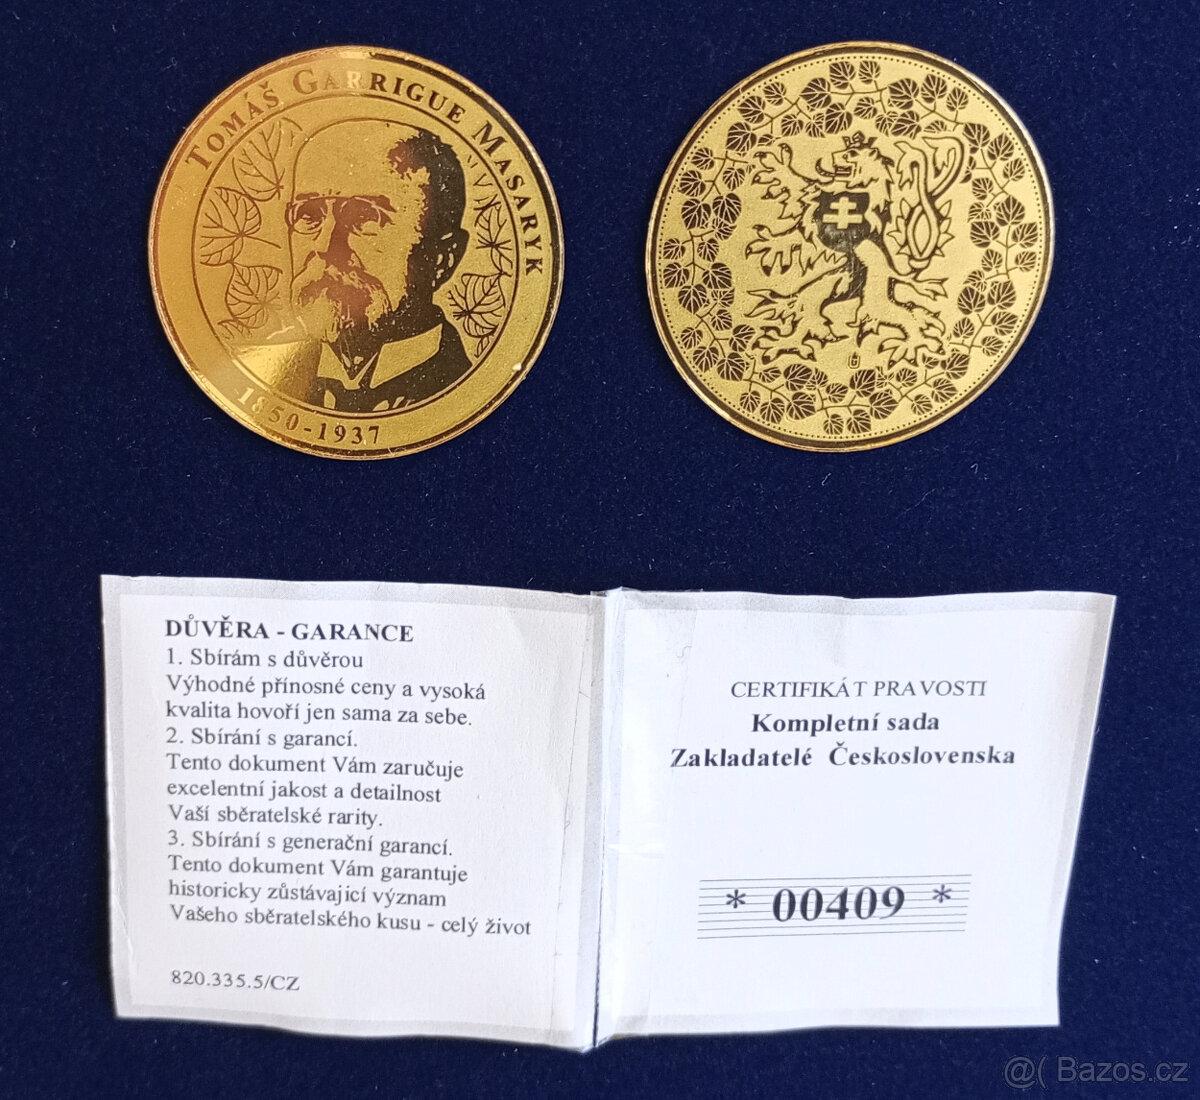 TOMÁŠ GARRIGUE MASARYK
1850-1937
DŮVĚRA - GARANCE
1. Sbírám s důvěrou
Výhodné přínosné ceny a vysoká
kvalita hovoří jen sama za sebe.
2. Sbírání s garancí.
Tento dokument Vám zaručuje
excelentní jakost a detailnost
Vaší sběratelské rarity.
3. Sbírání s generační garancí.
Tento dokument Vám garantuje
historicky zůstávající význam
Vašeho sběratelského kusu - celý život
820.335.5/CZ
CERTIFIKÁT PRAVOSTI
Kompletní sada
Zakladatelé Československa
* 00409 *
@( Bazos.cz